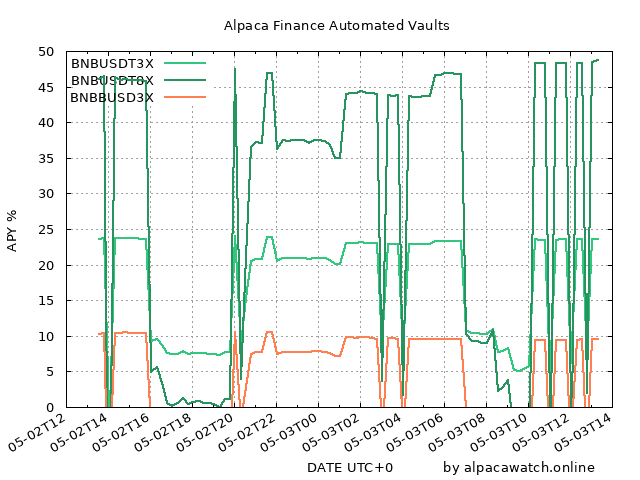 Alpaca Finance Automated Vaults
50
45
40
35
30
25
20
15
10
5
0
APY %
BNBUSDT3X
BNBUSDT8X
BNBBUSD3X
05-02T12
05-02T14
05-02T16
05-02T18
05-02T20
05-02T22
05-03T00
05-03T02
05-03T04
05-03T06
05-03T08
05-03T10
05-03T12
05-03T14
DATE UTC+0 by alpacawatch.online